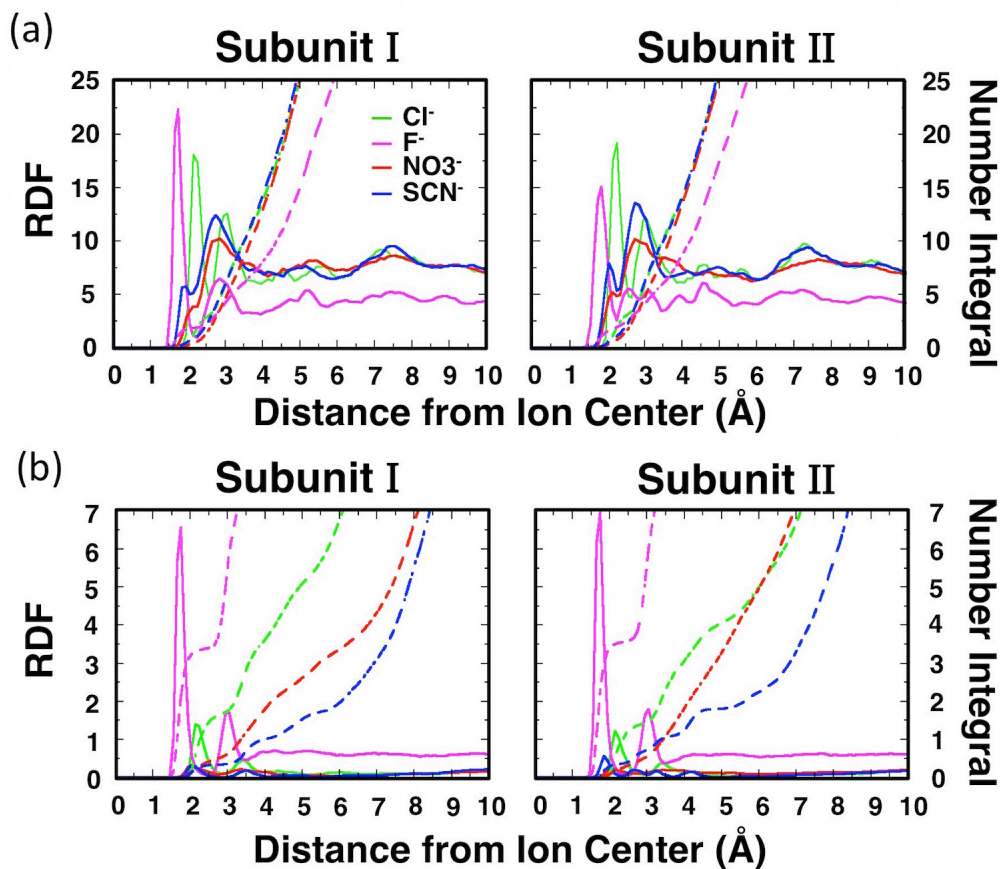 (a)
Subunit I
Subunit II
25
20
15
10
5
0
RDF
Cl-
F-
NO3-
SCN-
25
20
15
10
5
0
Number Integral
0 1 2 3 4 5 6 7 8 9 10
0 1 2 3 4 5 6 7 8 9 10
Distance from Ion Center (Å)
(b)
Subunit I
Subunit II
7
6
5
4
3
2
1
0
RDF
7
6
5
4
3
2
1
0
Number Integral
0 1 2 3 4 5 6 7 8 9 10
0 1 2 3 4 5 6 7 8 9 10
Distance from Ion Center (Å)